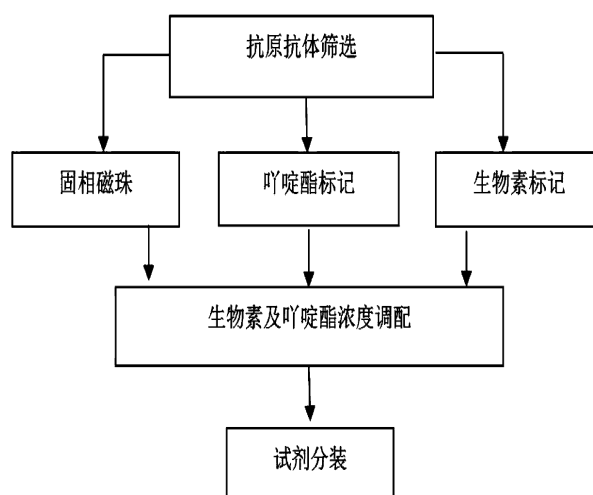 抗原抗体筛选
固相磁珠
吖啶酯标记
生物素标记
生物素及吖啶酯浓度调配
试剂分装